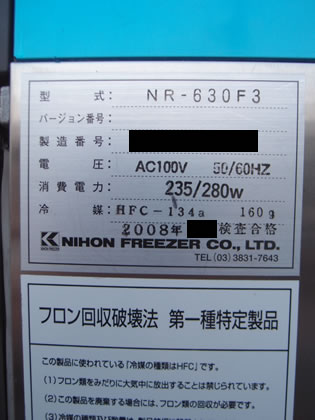 型式: NR-630F3
バージョン番号:
製造番号:
電圧: AC100V 50/60HZ
消費電力: 235/280W
冷媒: HFC-134a 160g
2008年 検査合格
NIHON FREEZER CO., LTD.
TEL (03) 3831-7643
フロン回収破壊法 第一種特定製品
この製品に使われている「冷媒の種類はHFC」です。
(1)フロン類をみだりに大気中に放出することは禁じられています。
(2)この製品を廃棄する場合には、フロン類の回収が必要です。